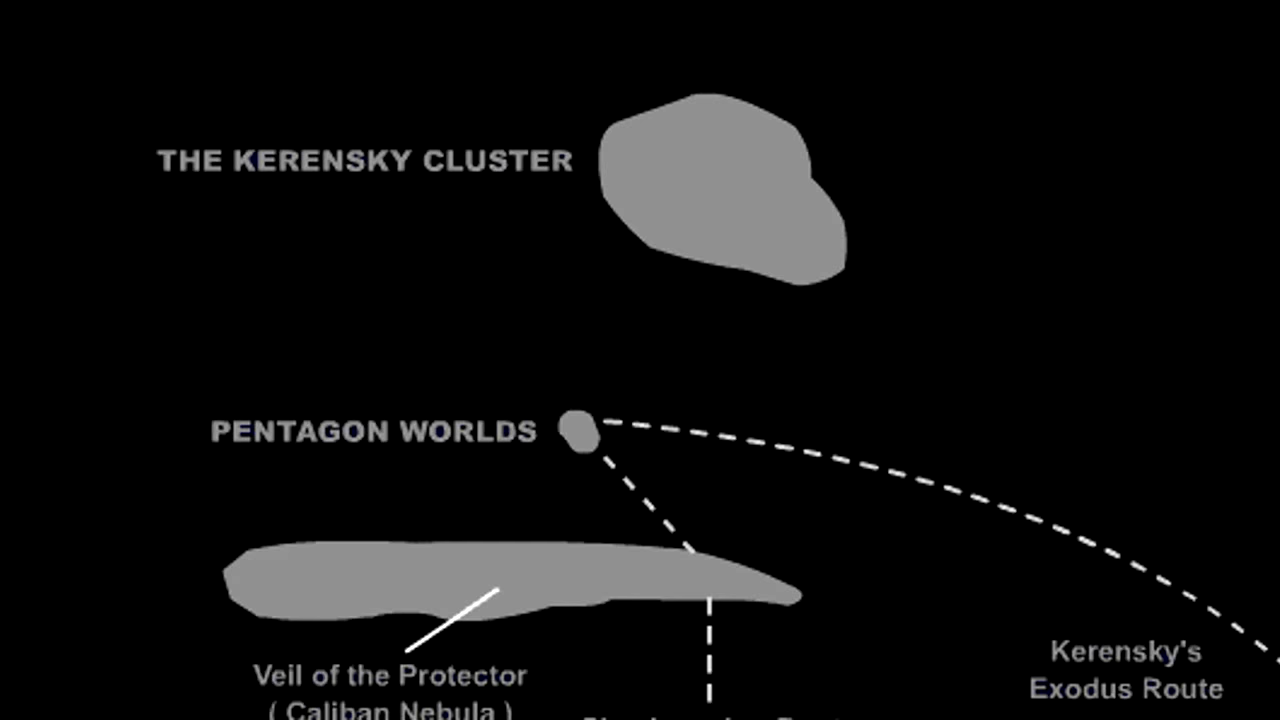 THE KERENSKY CLUSTER
PENTAGON WORLDS
Veil of the Protector
( Caliban Nebula )
Kerensky's
Exodus Route